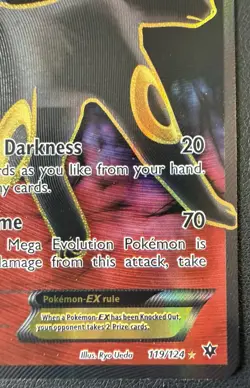 Darkness 20
rds as you like from your hand.
ny cards.
me 70
Mega Evolution Pokémon is
damage from this attack, take
Pokémon-EX rule
When a Pokémon-EX has been Knocked Out,
your opponent takes 2 Prize cards.
Illus. Ryo Ueda 119/124